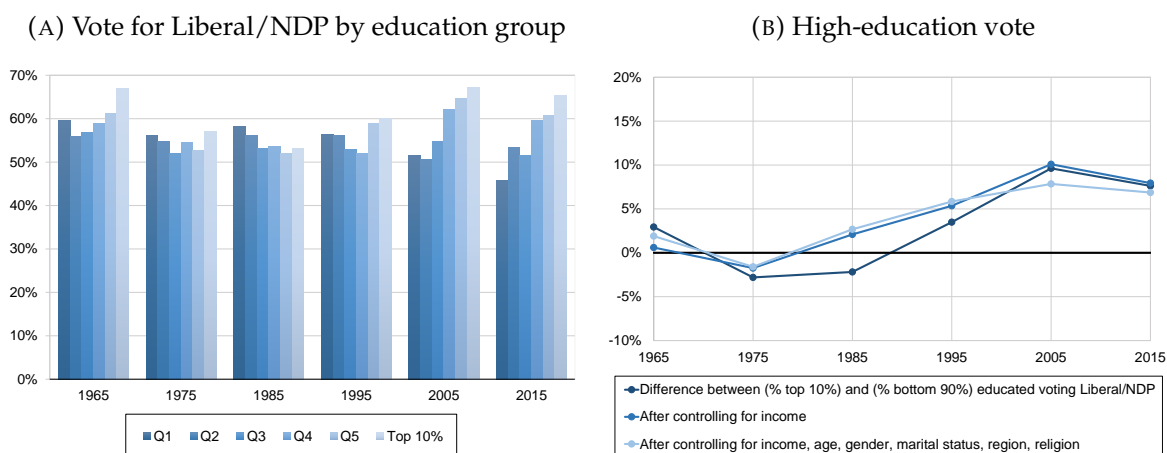 (A) Vote for Liberal/NDP by education group
70%
60%
50%
40%
30%
20%
10%
0%
1965 1975 1985 1995 2005 2015
Q1 Q2 Q3 Q4 Q5 Top 10%
(B) High-education vote
20%
15%
10%
5%
0%
-5%
-10%
1965 1975 1985 1995 2005 2015
Difference between (% top 10%) and (% bottom 90%) educated voting Liberal/NDP
After controlling for income
After controlling for income, age, gender, marital status, region, religion